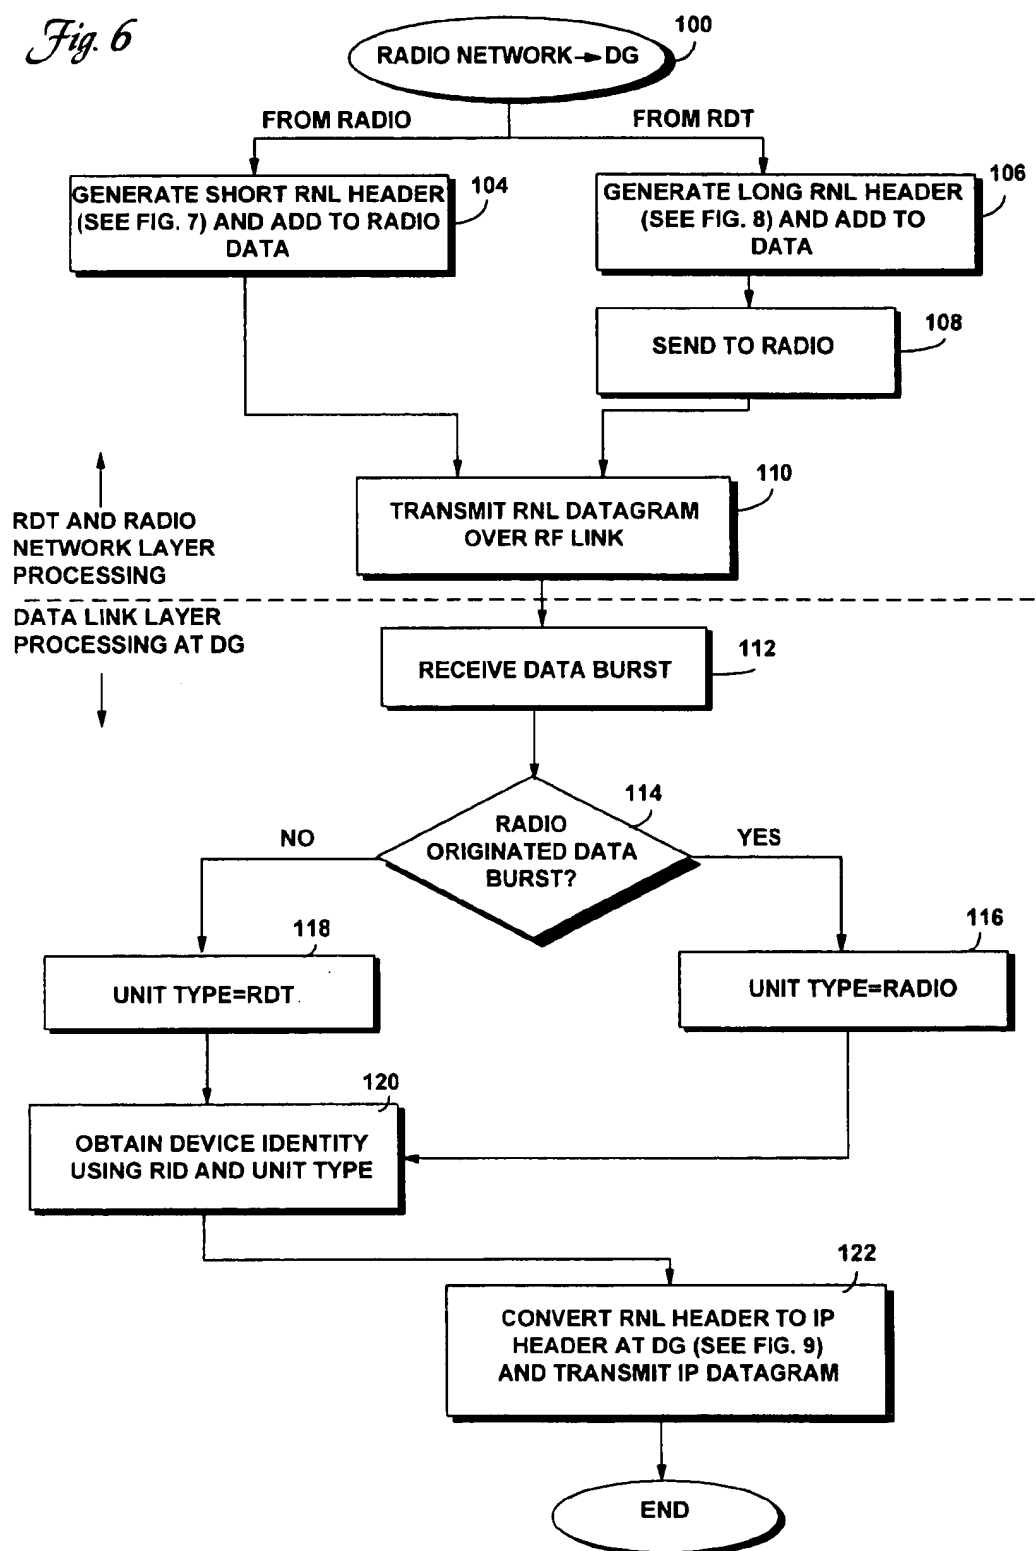 Fig. 6
100
RADIO NETWORK→DG
FROM RADIO
FROM RDT
104
GENERATE SHORT RNL HEADER
(SEE FIG. 7) AND ADD TO RADIO
DATA
106
GENERATE LONG RNL HEADER
(SEE FIG. 8) AND ADD TO
DATA
108
SEND TO RADIO
110
TRANSMIT RNL DATAGRAM
OVER RF LINK
RDT AND RADIO
NETWORK LAYER
PROCESSING
DATA LINK LAYER
PROCESSING AT DG
112
RECEIVE DATA BURST
114
RADIO
ORIGINATED DATA
BURST?
NO
YES
118
UNIT TYPE=RDT
116
UNIT TYPE=RADIO
120
OBTAIN DEVICE IDENTITY
USING RID AND UNIT TYPE
122
CONVERT RNL HEADER TO IP
HEADER AT DG (SEE FIG. 9)
AND TRANSMIT IP DATAGRAM
END